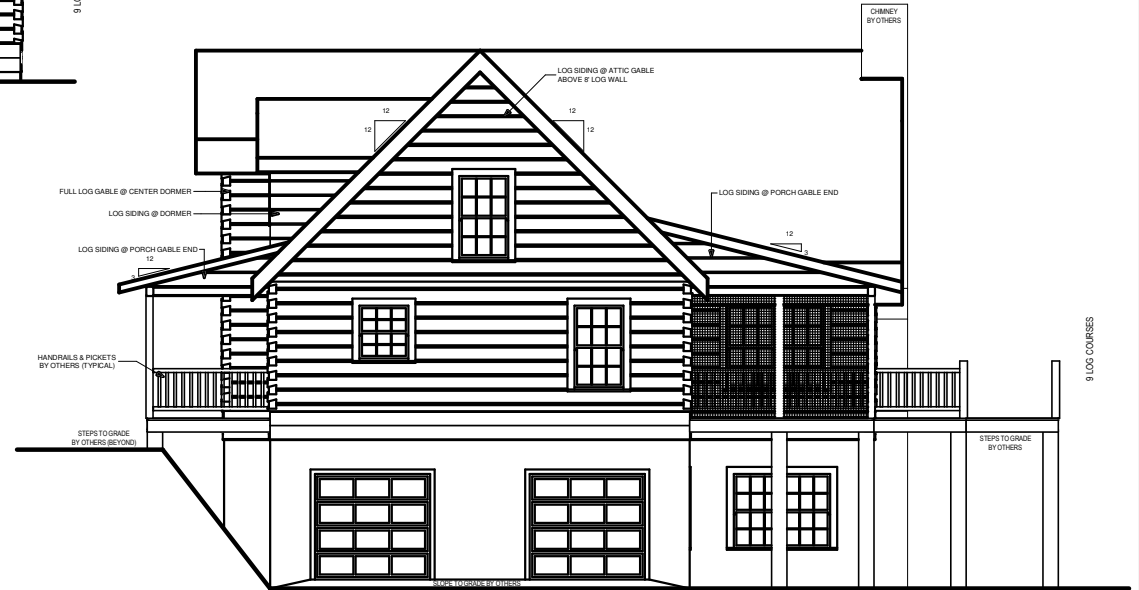 9 LO
CHIMNEY
BY OTHERS
LOG SIDING @ ATTIC GABLE
ABOVE 8' LOG WALL
12
12
12
12
FULL LOG GABLE @ CENTER DORMER
LOG SIDING @ PORCH GABLE END
LOG SIDING @ DORMER
12
3
LOG SIDING @ PORCH GABLE END
12
3
9 LOG COURSES
HANDRAILS & PICKETS
BY OTHERS (TYPICAL)
STEPS TO GRADE
BY OTHERS (BEYOND)
STEPS TO GRADE
BY OTHERS
SLOPE TO GRADE BY OTHERS